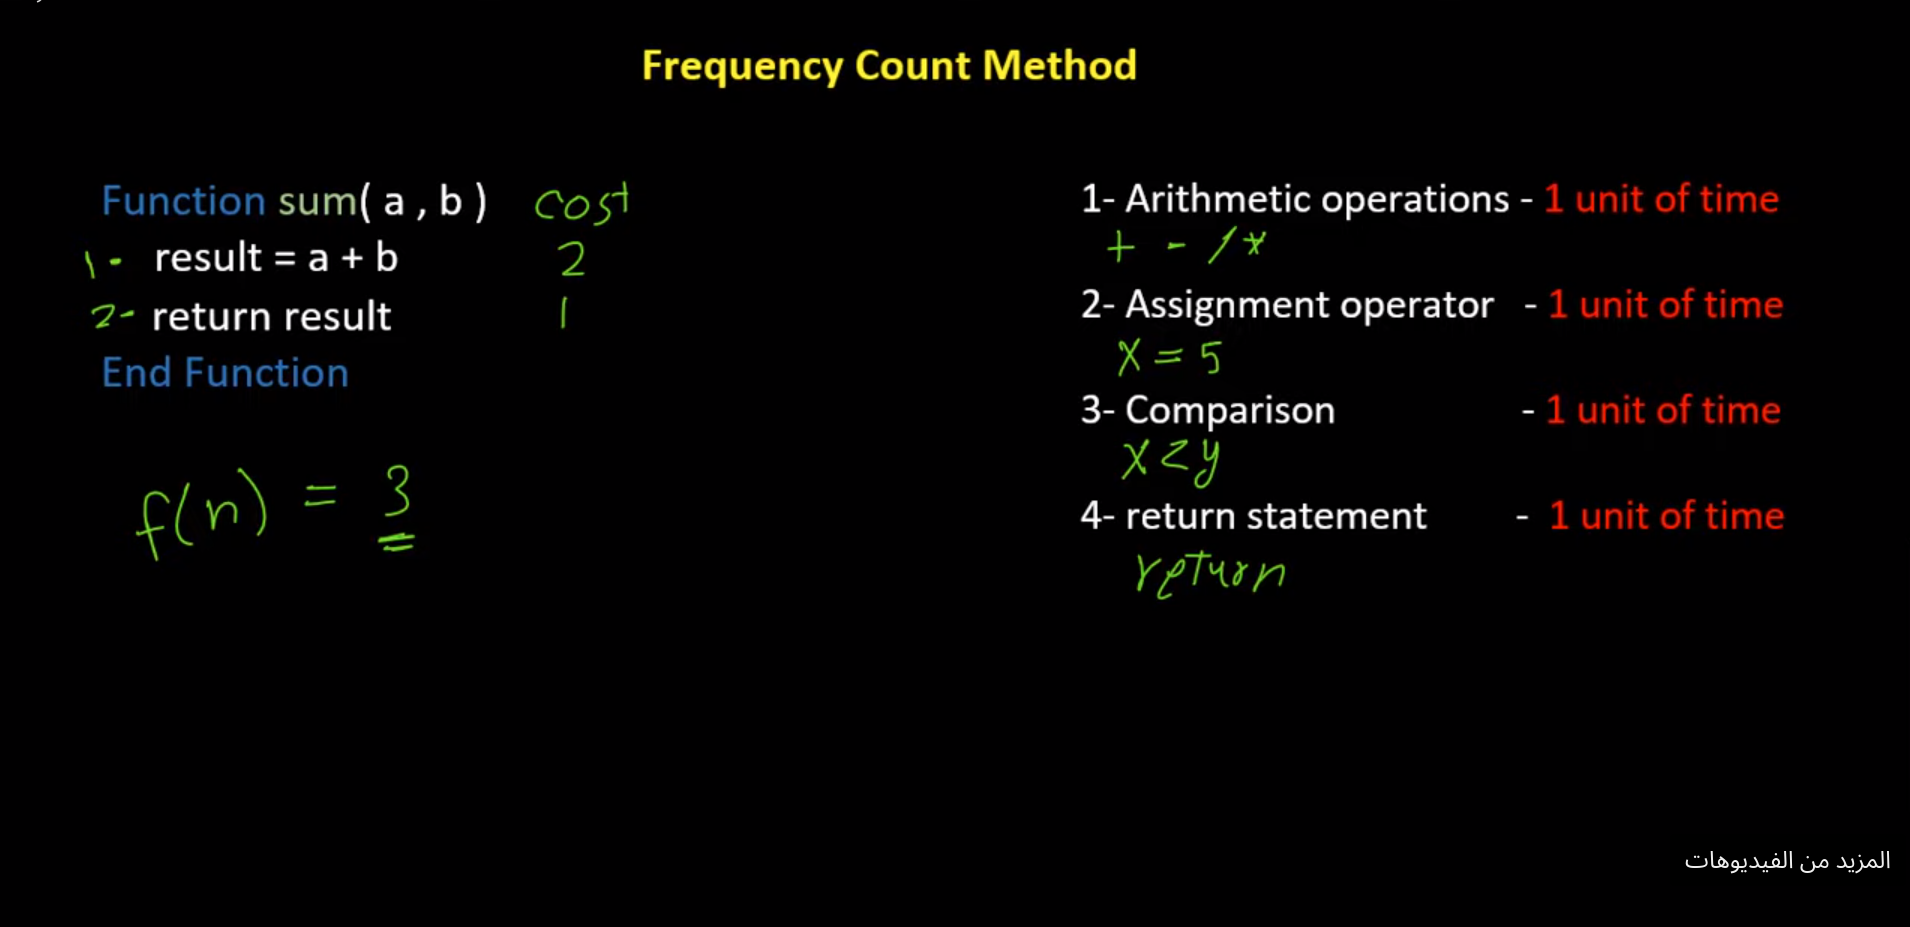 Frequency Count Method
Function sum( a , b ) cost
1- result = a + b 2
2- return result 1
End Function
f(n) = 3
1- Arithmetic operations - 1 unit of time
+ - / *
2- Assignment operator - 1 unit of time
X = 5
3- Comparison - 1 unit of time
X < y
4- return statement - 1 unit of time
return
المزيد من الفيديوهات